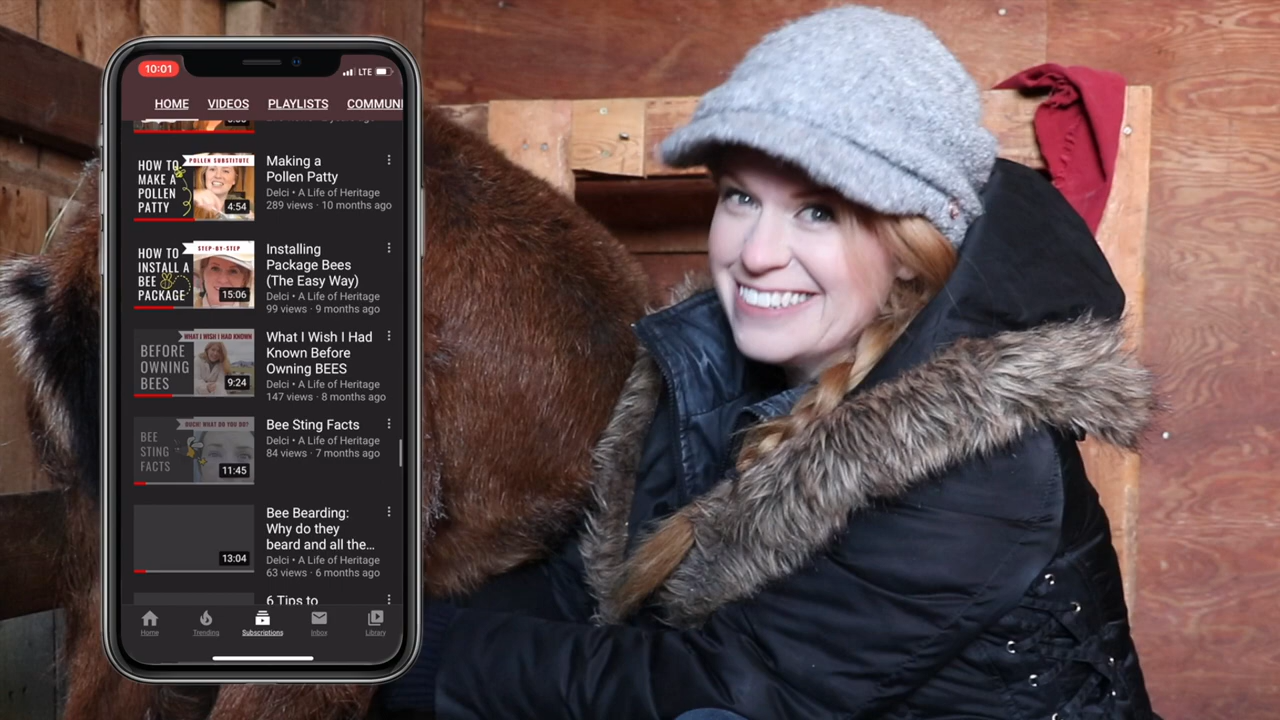 10:01
LTE
HOME VIDEOS PLAYLISTS COMMUN
HOW TO
MAKE A
POLLEN
PATTY
POLLEN SUBSTITUTE
4:54
Making a
Pollen Patty
Delci • A Life of Heritage
289 views · 10 months ago
HOW TO
INSTALL A
BEE
PACKAGE
STEP-BY-STEP
15:06
Installing
Package Bees
(The Easy Way)
Delci • A Life of Heritage
99 views · 9 months ago
WHAT I WISH I HAD KNOWN
BEFORE
OWNING
BEES
9:24
What I Wish I Had
Known Before
Owning BEES
Delci • A Life of Heritage
147 views · 8 months ago
OUCH! WHAT DO YOU DO?
BEE
STING
FACTS
11:45
Bee Sting Facts
Delci • A Life of Heritage
84 views · 7 months ago
13:04
Bee Bearding:
Why do they
beard and all the...
Delci • A Life of Heritage
63 views · 6 months ago
6 Tips to
Home Trending Subscriptions Inbox Library